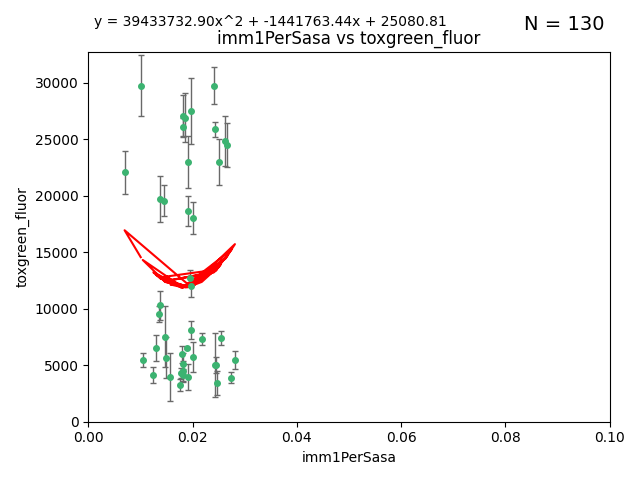 y = 39433732.90x^2 + -1441763.44x + 25080.81
N = 130
imm1PerSasa vs toxgreen_fluor
toxgreen_fluor
30000
25000
20000
15000
10000
5000
0
0.00 0.02 0.04 0.06 0.08 0.10
imm1PerSasa